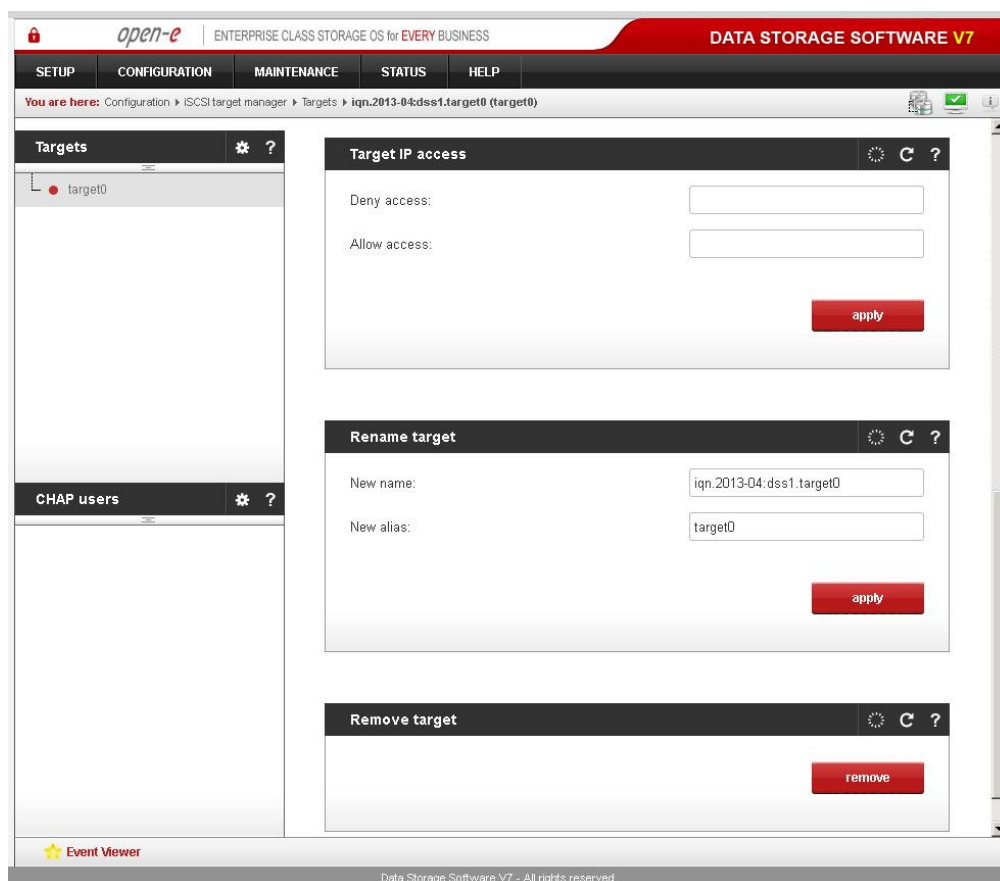 open-e ENTERPRISE CLASS STORAGE OS for EVERY BUSINESS DATA STORAGE SOFTWARE V7
SETUP CONFIGURATION MAINTENANCE STATUS HELP
You are here: Configuration iSCSI target manager Targets iqn.2013-04:dss1.target0 (target0)
Targets ?
target0
CHAP users ?
Target IP access ?
Deny access:
Allow access:
apply
Rename target ?
New name: iqn.2013-04:dss1.target0
New alias: target0
apply
Remove target ?
remove
Event Viewer
Data Storage Software V7 - All rights reserved